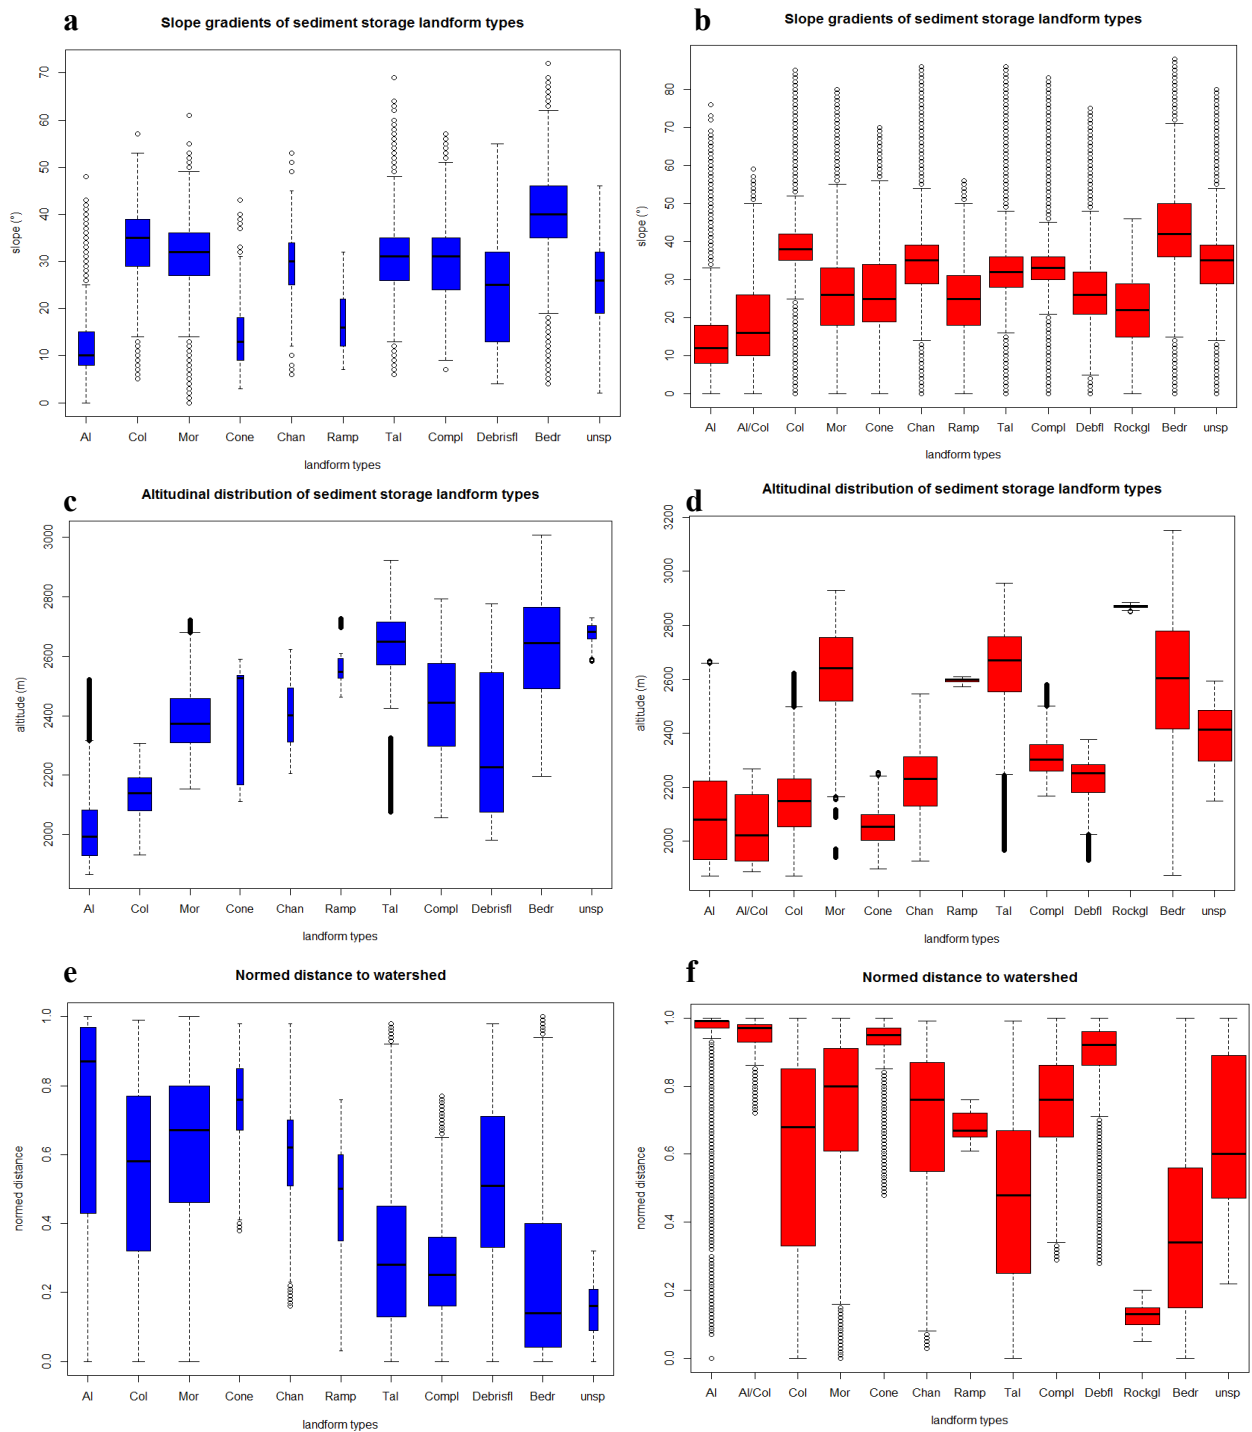 a Slope gradients of sediment storage landform types
slope (°)
0 10 20 30 40 50 60 70
Al Col Mor Cone Chan Ramp Tal Compl Debrisfl Bedr unsp
landform types
b Slope gradients of sediment storage landform types
slope (°)
0 10 20 30 40 50 60 70 80
Al Al/Col Col Mor Cone Chan Ramp Tal Compl Debfl Rockgl Bedr unsp
landform types
c Altitudinal distribution of sediment storage landform types
altitude (m)
2000 2200 2400 2600 2800 3000
Al Col Mor Cone Chan Ramp Tal Compl Debrisfl Bedr unsp
landform types
d Altitudinal distribution of sediment storage landform types
altitude (m)
2000 2200 2400 2600 2800 3000 3200
Al Al/Col Col Mor Cone Chan Ramp Tal Compl Debfl Rockgl Bedr unsp
landform types
e Normed distance to watershed
normed distance
0.0 0.2 0.4 0.6 0.8 1.0
Al Col Mor Cone Chan Ramp Tal Compl Debrisfl Bedr unsp
landform types
f Normed distance to watershed
normed distance
0.0 0.2 0.4 0.6 0.8 1.0
Al Al/Col Col Mor Cone Chan Ramp Tal Compl Debfl Rockgl Bedr unsp
landform types